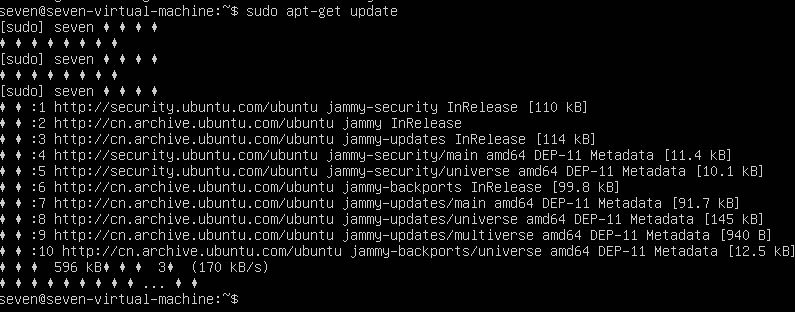 seven@seven-virtual-machine:~$ sudo apt-get update
[sudo] seven ♦ ♦ ♦ ♦
♦ ♦ ♦ ♦ ♦ ♦ ♦ ♦
[sudo] seven ♦ ♦ ♦ ♦
♦ ♦ ♦ ♦ ♦ ♦ ♦ ♦
[sudo] seven ♦ ♦ ♦ ♦
♦ ♦ :1 http://security.ubuntu.com/ubuntu jammy-security InRelease [110 kB]
♦ ♦ :2 http://cn.archive.ubuntu.com/ubuntu jammy InRelease
♦ ♦ :3 http://cn.archive.ubuntu.com/ubuntu jammy-updates InRelease [114 kB]
♦ ♦ :4 http://security.ubuntu.com/ubuntu jammy-security/main amd64 DEP-11 Metadata [11.4 kB]
♦ ♦ :5 http://security.ubuntu.com/ubuntu jammy-security/universe amd64 DEP-11 Metadata [10.1 kB]
♦ ♦ :6 http://cn.archive.ubuntu.com/ubuntu jammy-backports InRelease [99.8 kB]
♦ ♦ :7 http://cn.archive.ubuntu.com/ubuntu jammy-updates/main amd64 DEP-11 Metadata [91.7 kB]
♦ ♦ :8 http://cn.archive.ubuntu.com/ubuntu jammy-updates/universe amd64 DEP-11 Metadata [145 kB]
♦ ♦ :9 http://cn.archive.ubuntu.com/ubuntu jammy-updates/multiverse amd64 DEP-11 Metadata [940 B]
♦ ♦ :10 http://cn.archive.ubuntu.com/ubuntu jammy-backports/universe amd64 DEP-11 Metadata [12.5 kB]
♦ ♦ ♦ 596 kB♦ ♦ ♦ 3♦ (170 kB/s)
♦ ♦ ♦ ♦ ♦ ♦ ♦ ♦ ♦ ... ♦ ♦
seven@seven-virtual-machine:~$